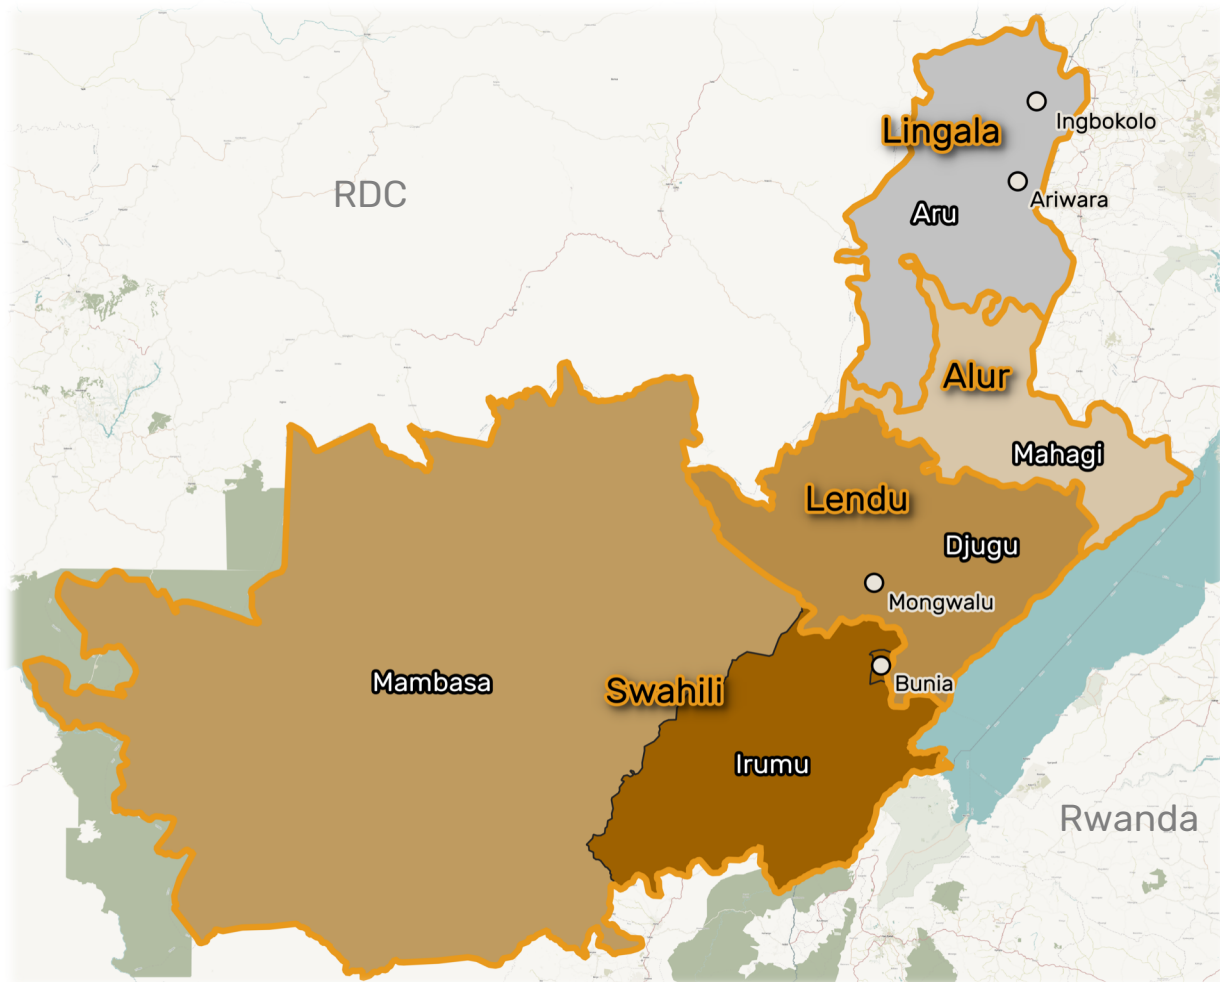 Lingala
Ingbokolo
RDC
Ariwara
Aru
Alur
Mahagi
Lendu
Djugu
Mongwalu
Mambasa
Swahili
Bunia
Irumu
Rwanda